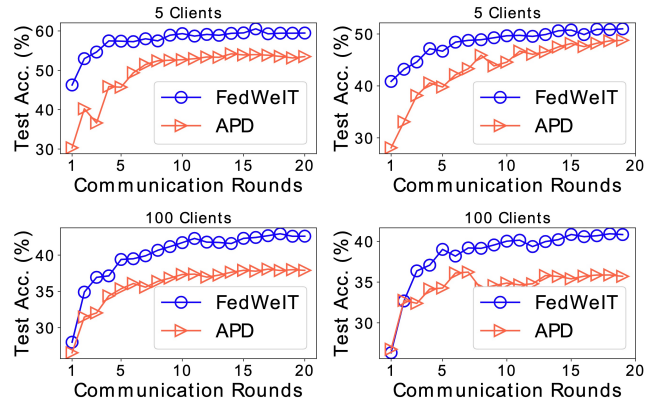 5 Clients
Test Acc. (%)
60
50
40
30
FedWeIT
APD
1 5 10 15 20
Communication Rounds
5 Clients
Test Acc. (%)
50
40
30
FedWeIT
APD
1 5 10 15 20
Communication Rounds
100 Clients
Test Acc. (%)
40
35
30
FedWeIT
APD
1 5 10 15 20
Communication Rounds
100 Clients
Test Acc. (%)
40
35
30
FedWeIT
APD
1 5 10 15 20
Communication Rounds